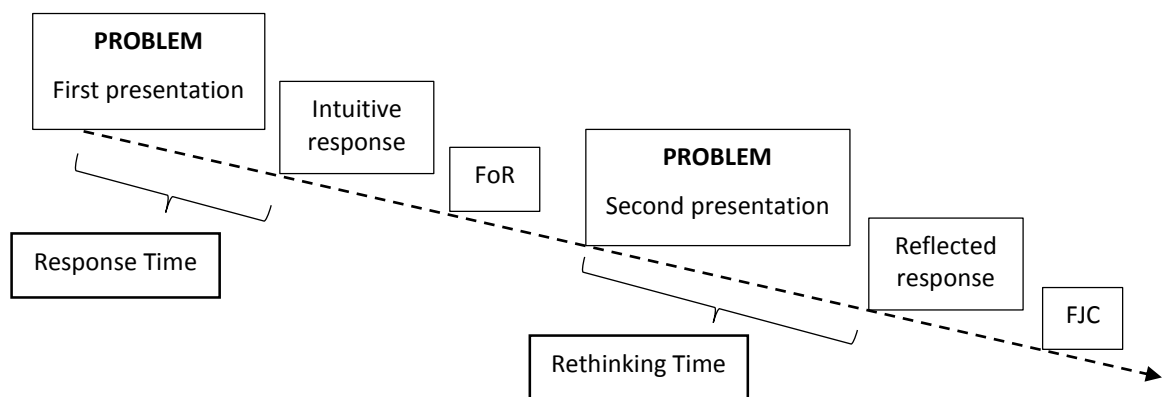 PROBLEM
First presentation
Intuitive
response
FoR
PROBLEM
Second presentation
Reflected
response
FJC
Response Time
Rethinking Time